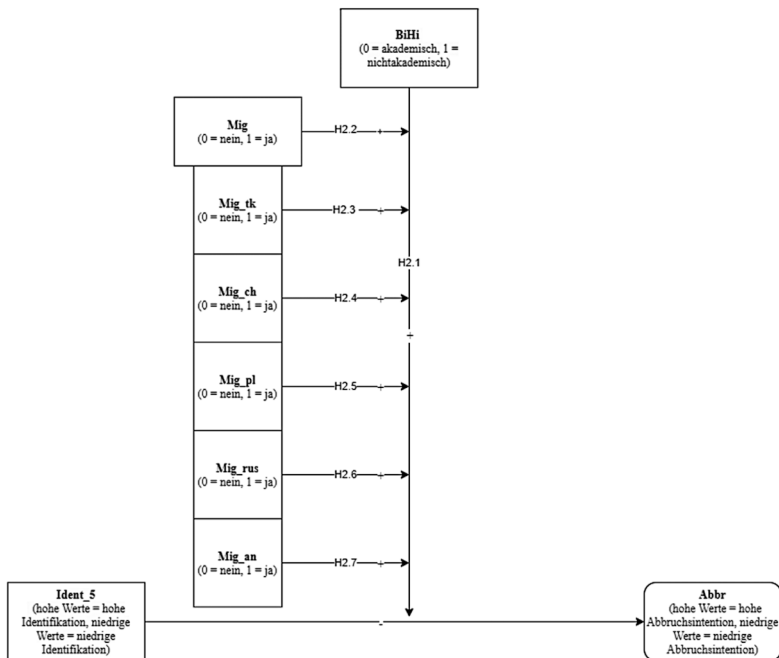 BiHi
(0 = akademisch, 1 =
nichtakademisch)
Mig
(0 = nein, 1 = ja)
H2.2
+
Mig_tk
(0 = nein, 1 = ja)
H2.3
+
H2.1
Mig_ch
(0 = nein, 1 = ja)
H2.4
+
+
Mig_pl
(0 = nein, 1 = ja)
H2.5
+
Mig_rus
(0 = nein, 1 = ja)
H2.6
+
Mig_an
(0 = nein, 1 = ja)
H2.7
+
Ident_5
(hohe Werte = hohe
Identifikation, niedrige
Werte = niedrige
Identifikation)
-
Abbr
(hohe Werte = hohe
Abbruchsintention, niedrige
Werte = niedrige
Abbruchsintention)